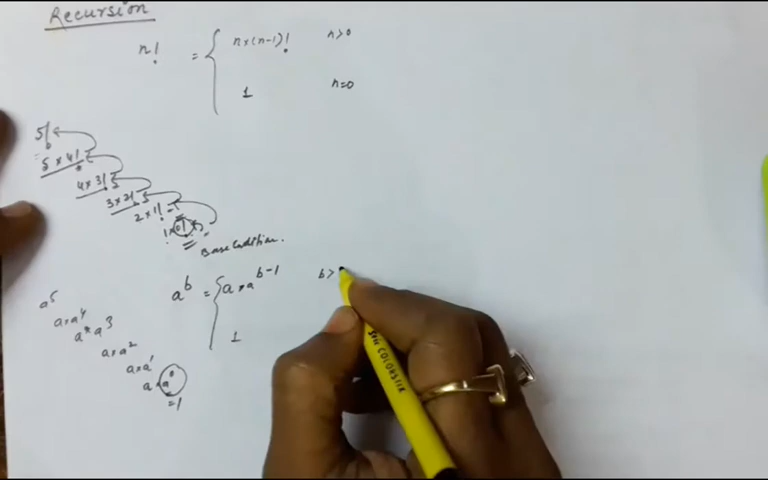 Recursion
n! = { n×(n-1)! n>0
1 n=0
5!
5 × 4!
4 × 3!
3 × 2!
2 × 1!
1 × 0!
Base Condition.
a^b = { a × a^b-1 b>
1
a^5
a×a^4
a×a^3
a×a^2
a×a^1
a × a^0
=1